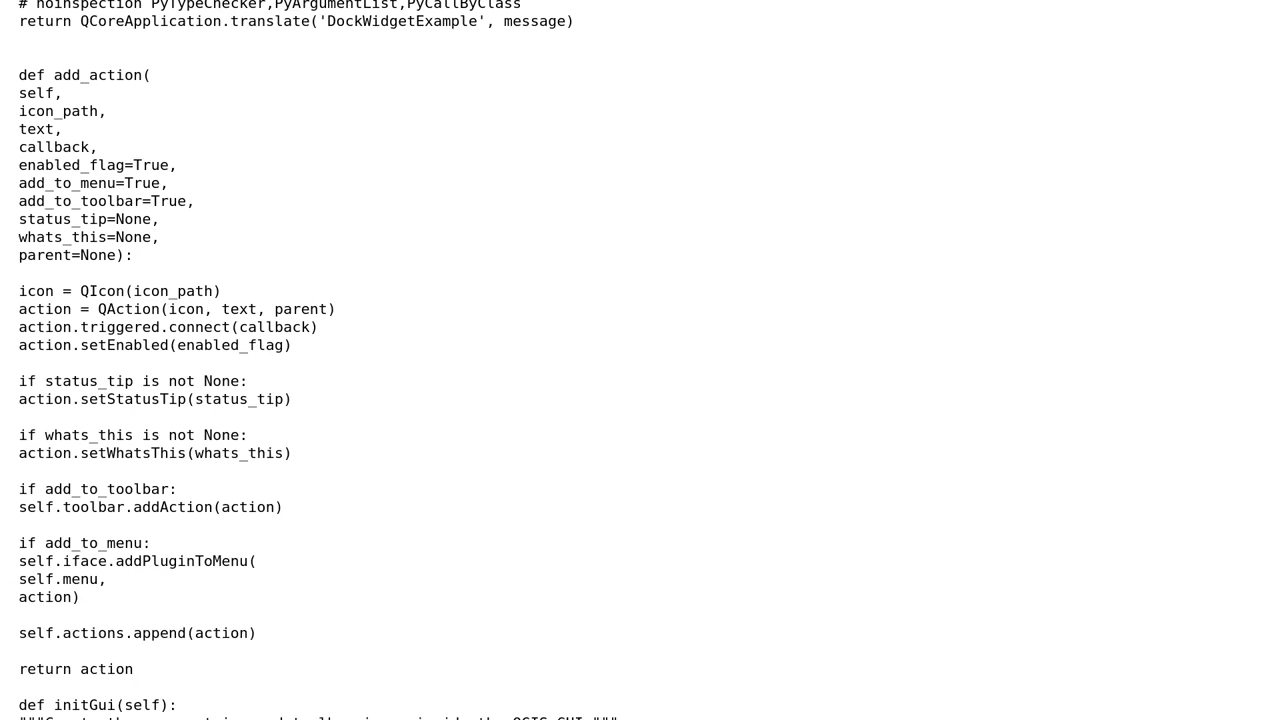 # noinspection PyTypeChecker,PyArgumentList,PyCallByClass
return QCoreApplication.translate('DockWidgetExample', message)
def add_action(
self,
icon_path,
text,
callback,
enabled_flag=True,
add_to_menu=True,
add_to_toolbar=True,
status_tip=None,
whats_this=None,
parent=None):
icon = QIcon(icon_path)
action = QAction(icon, text, parent)
action.triggered.connect(callback)
action.setEnabled(enabled_flag)
if status_tip is not None:
action.setStatusTip(status_tip)
if whats_this is not None:
action.setWhatsThis(whats_this)
if add_to_toolbar:
self.toolbar.addAction(action)
if add_to_menu:
self.iface.addPluginToMenu(
self.menu,
action)
self.actions.append(action)
return action
def initGui(self):